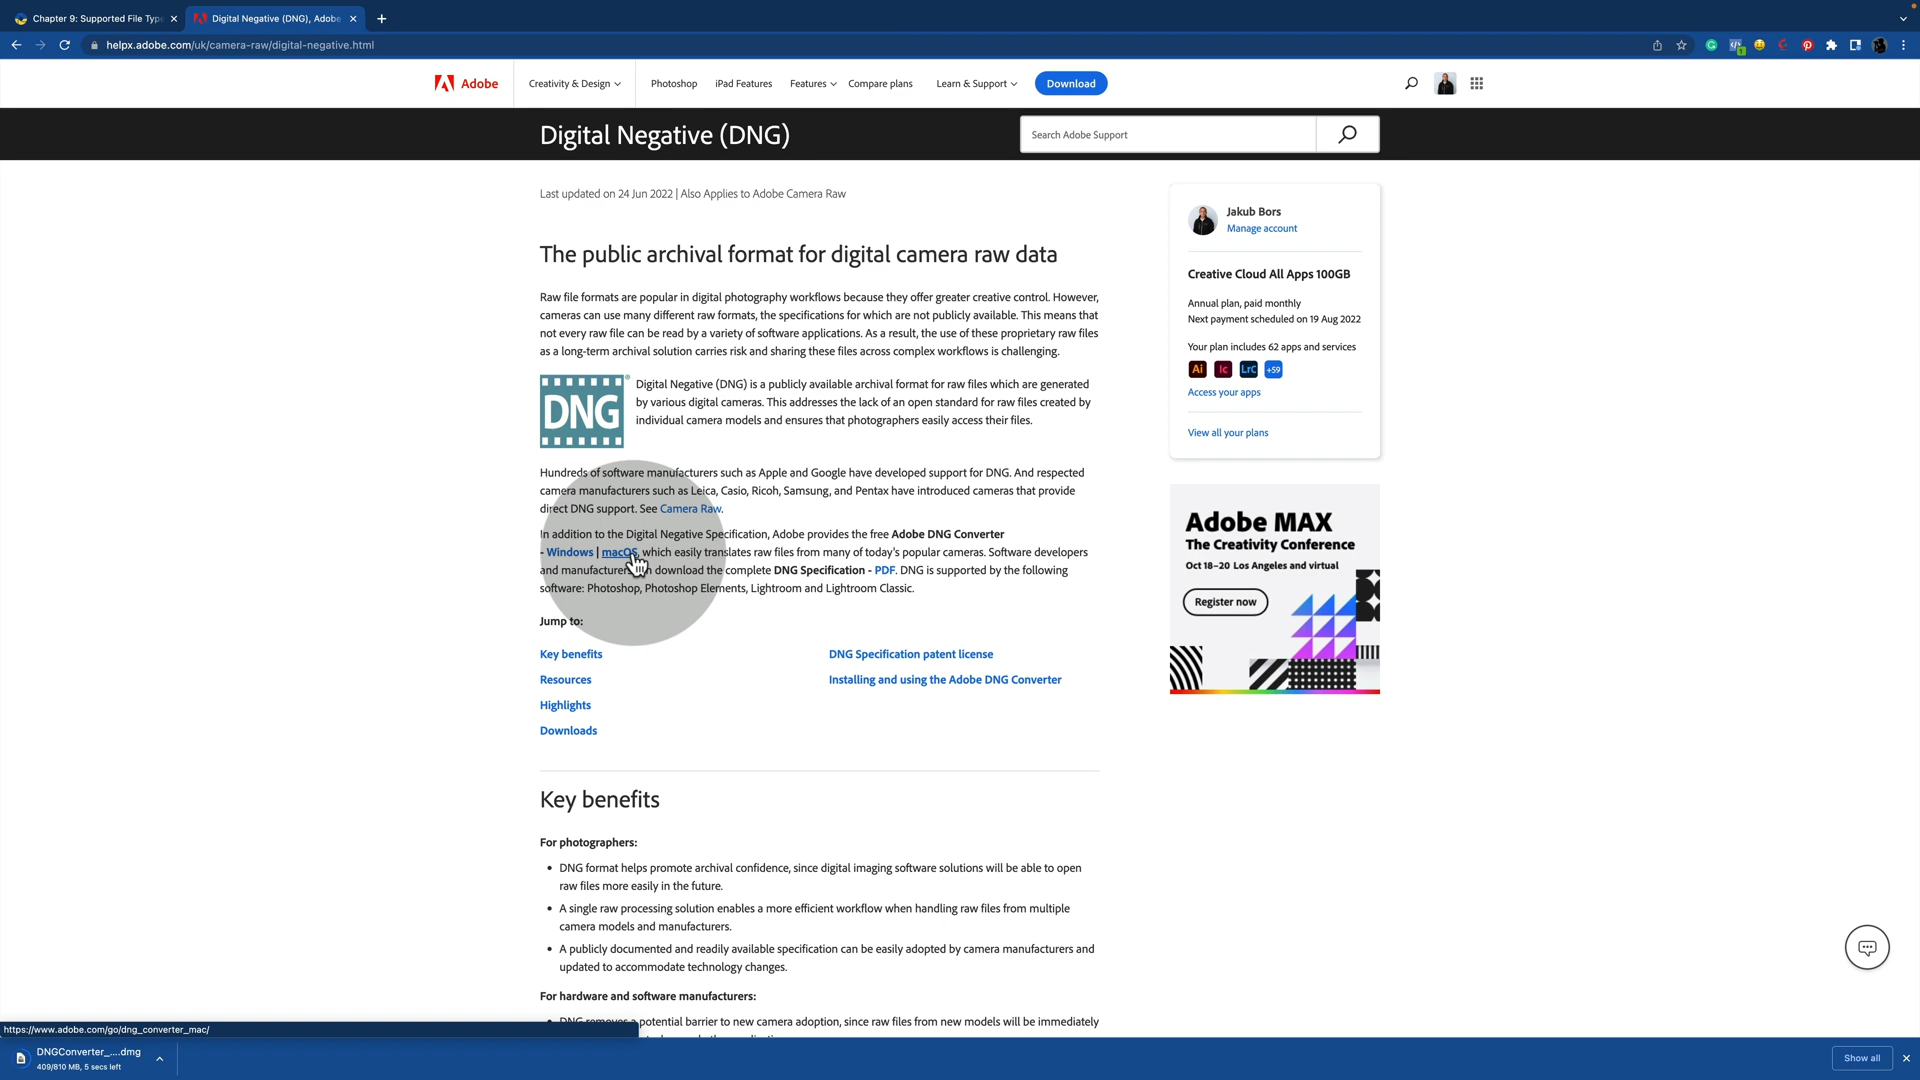 Chapter 9: Supported File Typ
Digital Negative (DNG), Adobe
helpx.adobe.com/uk/camera-raw/digital-negative.html
Adobe
Creativity & Design
Photoshop
iPad Features
Features
Compare plans
Learn & Support
Download
Digital Negative (DNG)
Search Adobe Support
Last updated on 24 Jun 2022 | Also Applies to Adobe Camera Raw
The public archival format for digital camera raw data
Raw file formats are popular in digital photography workflows because they offer greater creative control. However,
cameras can use many different raw formats, the specifications for which are not publicly available. This means that
not every raw file can be read by a variety of software applications. As a result, the use of these proprietary raw files
as a long-term archival solution carries risk and sharing these files across complex workflows is challenging.
DNG
Digital Negative (DNG) is a publicly available archival format for raw files which are generated
by various digital cameras. This addresses the lack of an open standard for raw files created by
individual camera models and ensures that photographers easily access their files.
Hundreds of software manufacturers such as Apple and Google have developed support for DNG. And respected
camera manufacturers such as Leica, Casio, Ricoh, Samsung, and Pentax have introduced cameras that provide
direct DNG support. See Camera Raw.
In addition to the Digital Negative Specification, Adobe provides the free Adobe DNG Converter
- Windows | macOS, which easily translates raw files from many of today's popular cameras. Software developers
and manufacturers download the complete DNG Specification - PDF. DNG is supported by the following
software: Photoshop, Photoshop Elements, Lightroom and Lightroom Classic.
Jump to:
Key benefits
DNG Specification patent license
Resources
Installing and using the Adobe DNG Converter
Highlights
Downloads
Key benefits
For photographers:
• DNG format helps promote archival confidence, since digital imaging software solutions will be able to open
raw files more easily in the future.
• A single raw processing solution enables a more efficient workflow when handling raw files from multiple
camera models and manufacturers.
• A publicly documented and readily available specification can be easily adopted by camera manufacturers and
updated to accommodate technology changes.
For hardware and software manufacturers:
• DNG removes a potential barrier to new camera adoption, since raw files from new models will be immediately
Jakub Bors
Manage account
Creative Cloud All Apps 100GB
Annual plan, paid monthly
Next payment scheduled on 19 Aug 2022
Your plan includes 62 apps and services
Ai Ic LrC +59
Access your apps
View all your plans
Adobe MAX
The Creativity Conference
Oct 18–20 Los Angeles and virtual
Register now
https://www.adobe.com/go/dng_converter_mac/
DNGConverter_....dmg
409/810 MB, 5 secs left
Show all